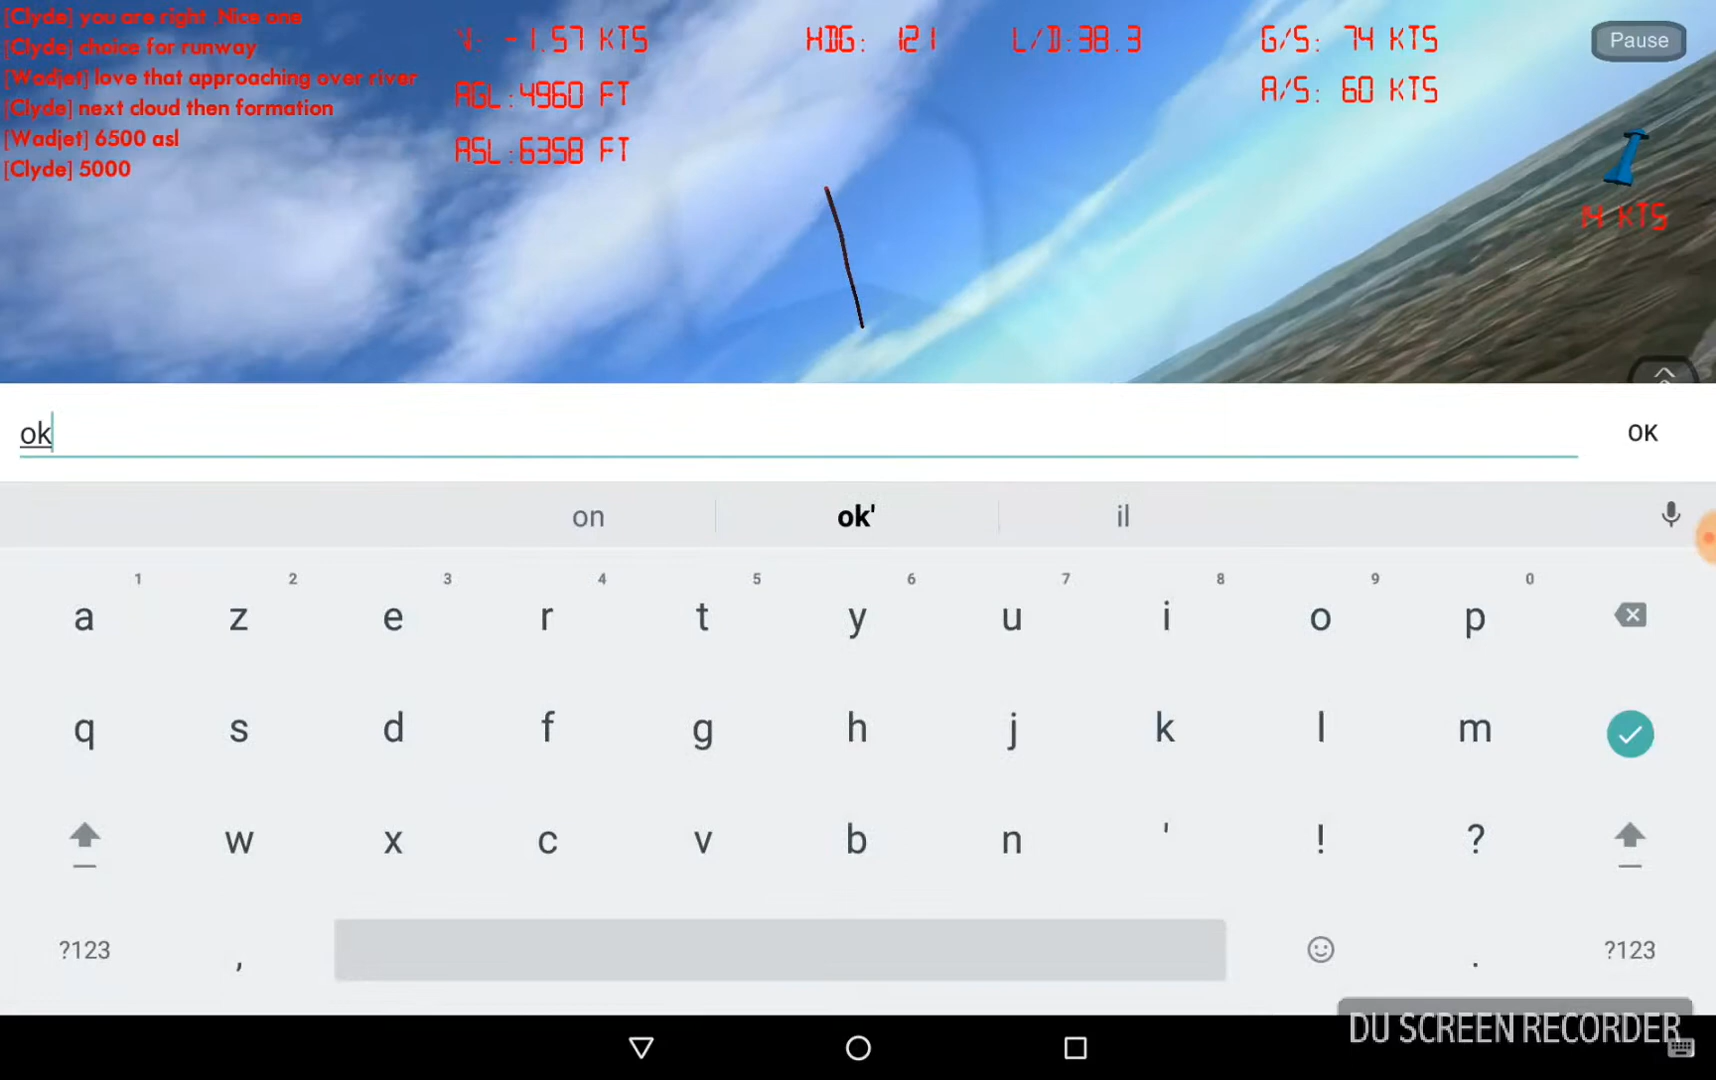 [Clyde] you are right ,Nice one
[Clyde] choice for runway
[Wadjet] love that approaching over river
[Clyde] next cloud then formation
[Wadjet] 6500 asl
[Clyde] 5000
V: -1.57 KTS
HDG: 121
L/D:38.3
G/S: 74 KTS
Pause
AGL:4960 FT
A/S: 60 KTS
ASL:6358 FT
14 KTS
ok
OK
on
ok'
il
1 2 3 4 5 6 7 8 9 0
a z e r t y u i o p
q s d f g h j k l m
w x c v b n ' ! ?
?123 , . ?123
DU SCREEN RECORDER